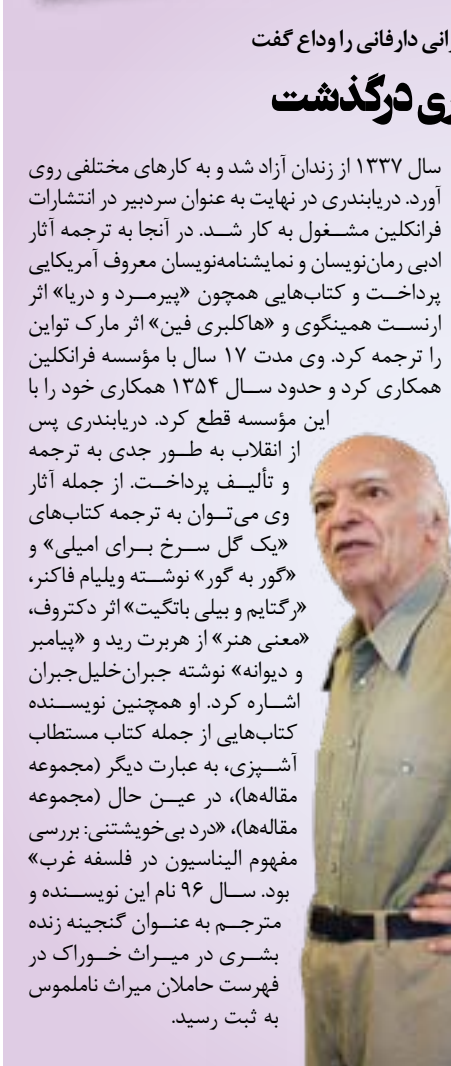 دارفانی را وداع گفت
درگذشت
سال ۱۳۳۷ از زندان آزاد شد و به کارهای مختلفی روی
آورد. دریابندری در نهایت به عنوان سردبیر در انتشارات
فرانکلین مشغول به کار شد. در آنجا به ترجمه آثار
ادبی رمان‌نویسان و نمایشنامه‌نویسان معروف آمریکایی
پرداخت و کتاب‌هایی همچون «پیرمرد و دریا» اثر
ارنست همینگوی و «هاکلبری فین» اثر مارک تواین
را ترجمه کرد. وی مدت ۱۷ سال با مؤسسه فرانکلین
همکاری کرد و حدود سال ۱۳۵۴ همکاری خود را با
این مؤسسه قطع کرد. دریابندری پس
از انقلاب به طور جدی به ترجمه
و تألیف پرداخت. از جمله آثار
وی می‌توان به ترجمه کتاب‌های
«یک گل سرخ برای امیلی» و
«گور به گور» نوشته ویلیام فاکنر،
«رگتایم و بیلی باتگیت» اثر دکتروف،
«معنی هنر» از هربرت رید و «پیامبر
و دیوانه» نوشته جبران‌خلیل‌جبران
اشاره کرد. او همچنین نویسنده
کتاب‌هایی از جمله کتاب مستطاب
آشپزی، به عبارت دیگر (مجموعه
مقاله‌ها)، در عین حال (مجموعه
مقاله‌ها)، «درد بی‌خویشتنی: بررسی
مفهوم الیناسیون در فلسفه غرب»
بود. سال ۹۶ نام این نویسنده و
مترجم به عنوان گنجینه زنده
بشری در میراث خوراک در
فهرست حاملان میراث ناملموس
به ثبت رسید.